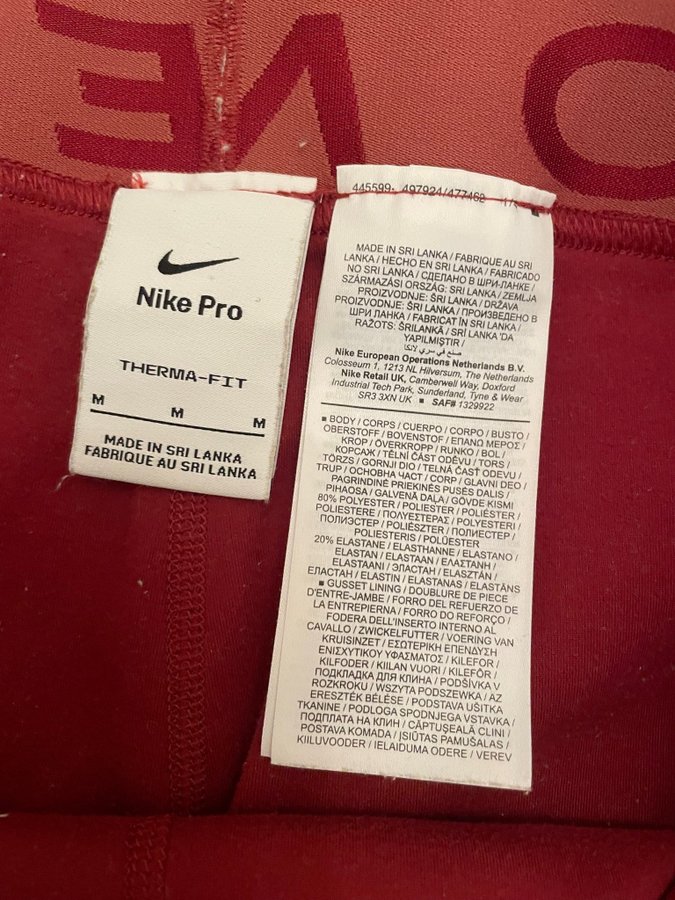 VE
O
Nike Pro
THERMA-FIT
M M M
MADE IN SRI LANKA
FABRIQUE AU SRI LANKA
445599- 497924/477462 1/
MADE IN SRI LANKA / FABRIQUE AU SRI
LANKA / HECHO EN SRI LANKA / FABRICADO
NO SRI LANKA / СДЕЛАНО В ШРИ-ЛАНКЕ /
SZÁRMAZÁSI ORSZÁG: SRI LANKA / ZEMLJA
PROIZVODNJE: ŠRI LANKA / DRŽAVA
PROIZVODNJE: ŠRI LANKA / ПРОИЗВЕДЕНО В
ШРИ ЛАНКА / FABRICAT ÎN SRI LANKA /
RAŽOTS: ŠRILANKĀ / SRİ LANKA 'DA
YAPILMIŞTIR /
صنع في سري لانكا
Nike European Operations Netherlands B.V.
Colosseum 1, 1213 NL Hilversum, The Netherlands
Nike Retail UK, Camberwell Way, Doxford
Industrial Tech Park, Sunderland, Tyne & Wear
SR3 3XN UK ■ SAF# 1329922
■ BODY / CORPS / CUERPO / CORPO / BUSTO /
OBERSTOFF / BOVENSTOF / ΕΠΑΝΩ ΜΕΡΟΣ /
KROP / ÖVERKROPP / RUNKO / BOL /
КОРСАЖ / TĚLNÍ ČÁST ODĚVU / TORS /
TÖRZS / GORNJI DIO / TELNÁ ČASŤ ODEVU /
TRUP / ОСНОВНА ЧАСТ / CORP / GLAVNI DEO /
PAGRINDINĖ PRIEKINĖS PUSĖS DALIS /
PIHAOSA / GALVENĀ DAĻA / GÖVDE KISMI
80% POLYESTER / POLYESTER / POLIÉSTER /
POLIESTERE / ΠΟΛΥΕΣΤΕΡΑΣ / POLYESTERI /
ПОЛИЭСТЕР / POLIÉSZTER / ПОЛИЕСТЕР /
POLIESTERIS / POLÜESTER
20% ELASTANE / ELASTHANNE / ELASTANO /
ELASTAN / ELASTAAN / ΕΛΑΣΤΑΝΗ /
ELASTAANI / ЭЛАСТАН / ELASZTÁN /
ЕЛАСТАН / ELASTIN / ELASTANAS / ELASTĀNS
■ GUSSET LINING / DOUBLURE DE PIECE
D'ENTRE-JAMBE / FORRO DEL REFUERZO DE
LA ENTREPIERNA / FORRO DO REFORÇO /
FODERA DELL'INSERTO INTERNO AL
CAVALLO / ZWICKELFUTTER / VOERING VAN
KRUISINZET / ΕΣΩΤΕΡΙΚΗ ΕΠΕΝΔΥΣΗ
ΕΝΙΣΧΥΤΙΚΟΥ ΥΦΑΣΜΑΤΟΣ / KILEFOR /
KILFODER / KIILAN VUORI / KILEFÔR /
ПОДКЛАДКА ДЛЯ КЛИНА / PODŠÍVKA V
ROZKROKU / WSZYTA PODSZEWKA / AZ
ERESZTÉK BÉLÉSE / PODSTAVA UŠITKA
TKANINE / PODLOGA SPODNJEGA VSTAVKA /
ПОДПЛАТА НА КЛИН / CĂPTUŞEALĂ CLINI /
POSTAVA KOMADA / ĮSIŪTAS PAMUŠALAS /
KIILUVOODER / IELAIDUMA ODERE / VEREV